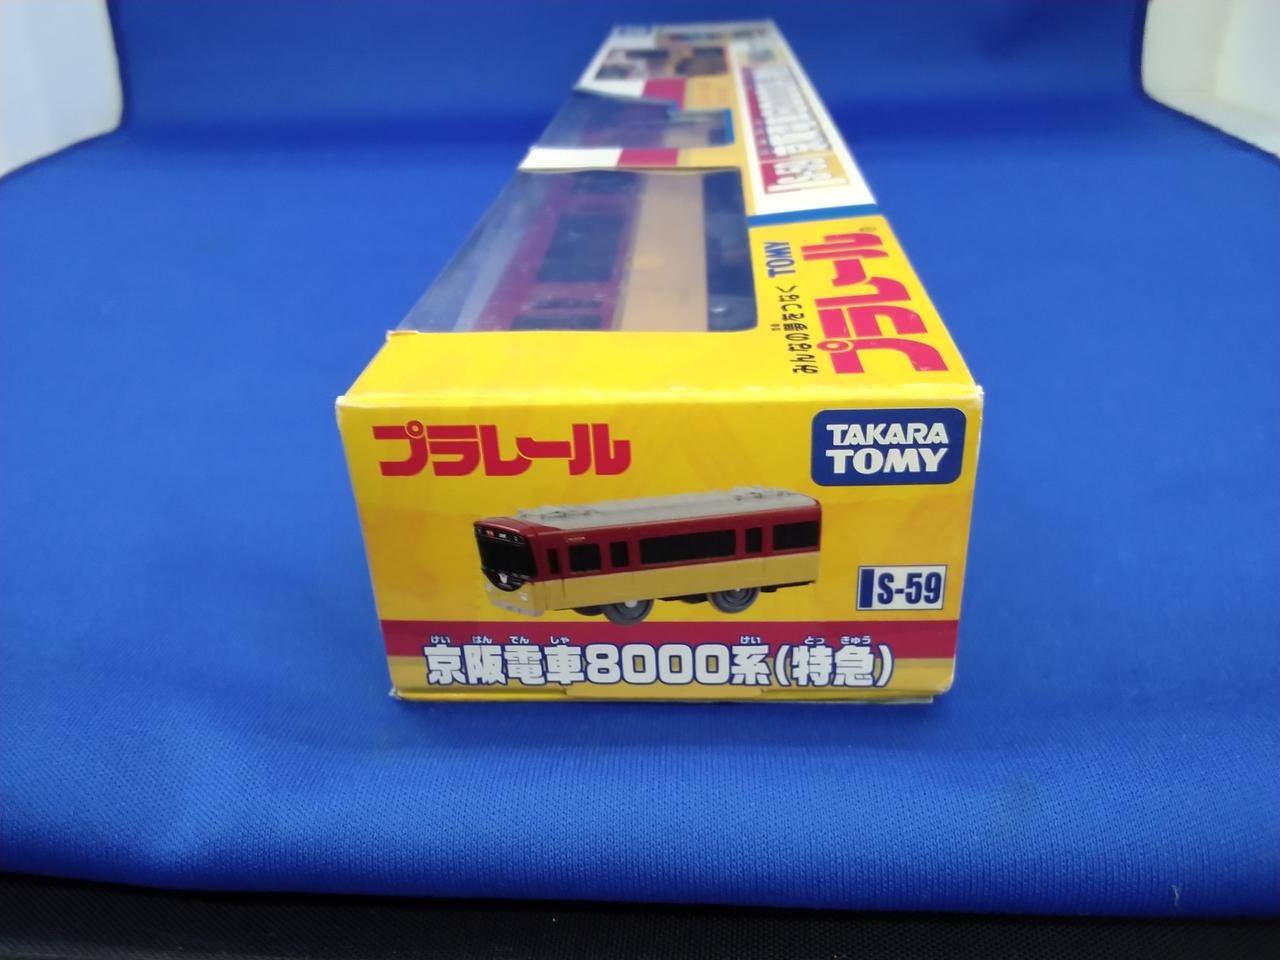 みんなの夢をつなぐ TOMY
プラレール®
プラレール
TAKARA
TOMY
S-59
けい はん でん しゃ けい とっ きゅう
京阪電車8000系(特急)